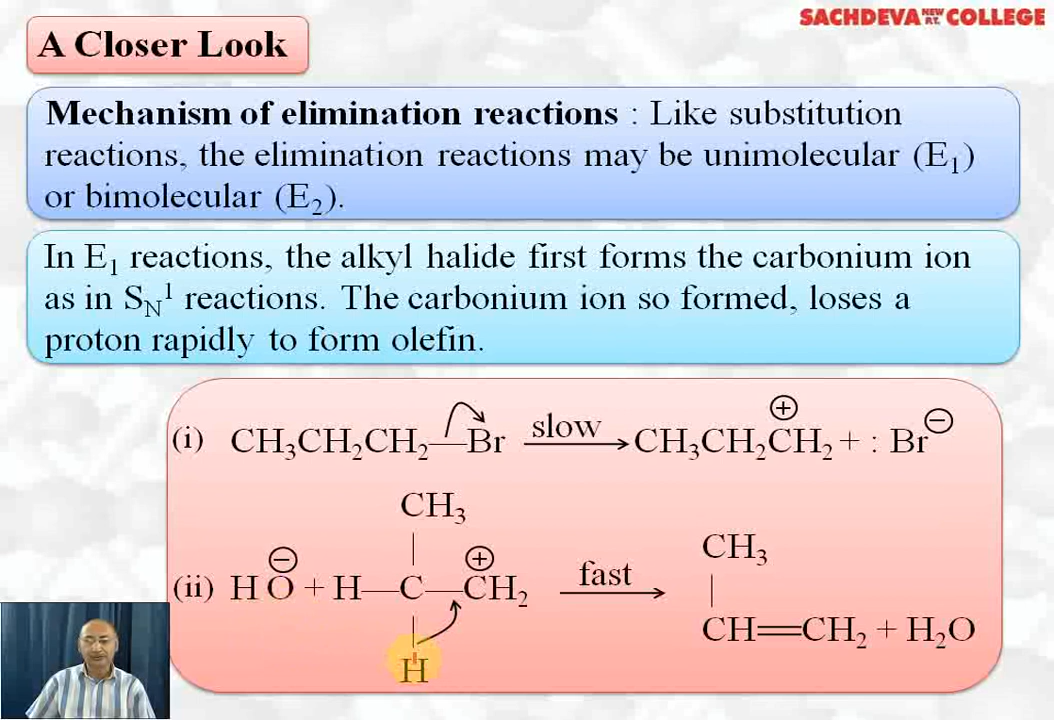 SACHDEVA NEW P.T. COLLEGE
A Closer Look
Mechanism of elimination reactions : Like substitution
reactions, the elimination reactions may be unimolecular (E₁)
or bimolecular (E₂).
In E₁ reactions, the alkyl halide first forms the carbonium ion
as in S_N¹ reactions. The carbonium ion so formed, loses a
proton rapidly to form olefin.
(i) CH₃CH₂CH₂—Br slow → CH₃CH₂CH₂ + : Br
⊕ ⊖
CH₃
|
(ii) H O + H—C—CH₂ fast →
⊖ ⊕
|
H
CH₃
|
CH=CH₂ + H₂O